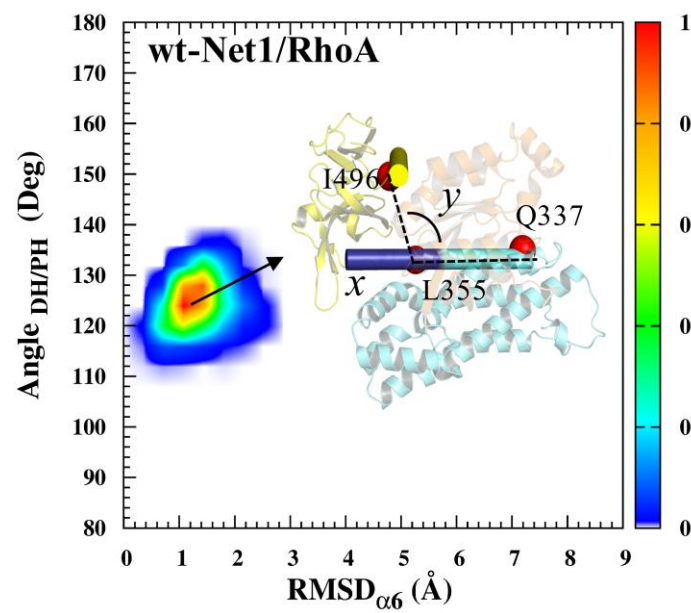 wt-Net1/RhoA
180
170
160
150
140
130
120
110
100
90
80
Angle DH/PH (Deg)
0 1 2 3 4 5 6 7 8 9
RMSDα6 (Å)
I496
y
Q337
x
L355
1
0
0
0
0
0